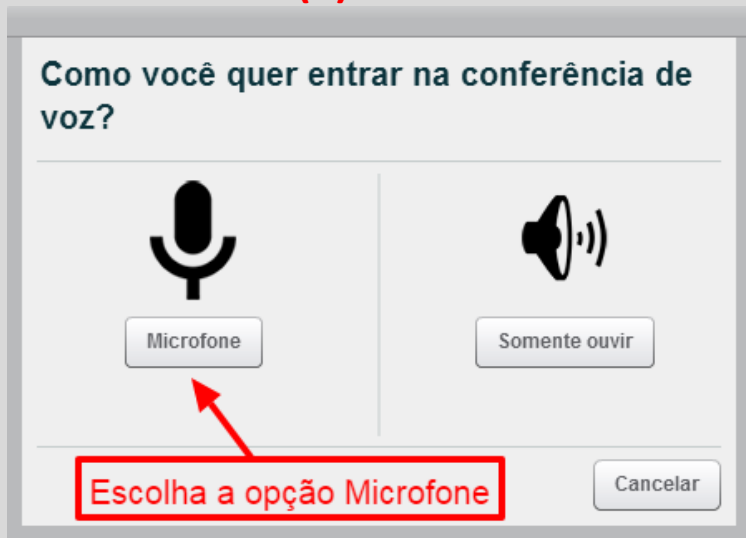 Como você quer entrar na conferência de
voz?
Microfone
Somente ouvir
Escolha a opção Microfone
Cancelar